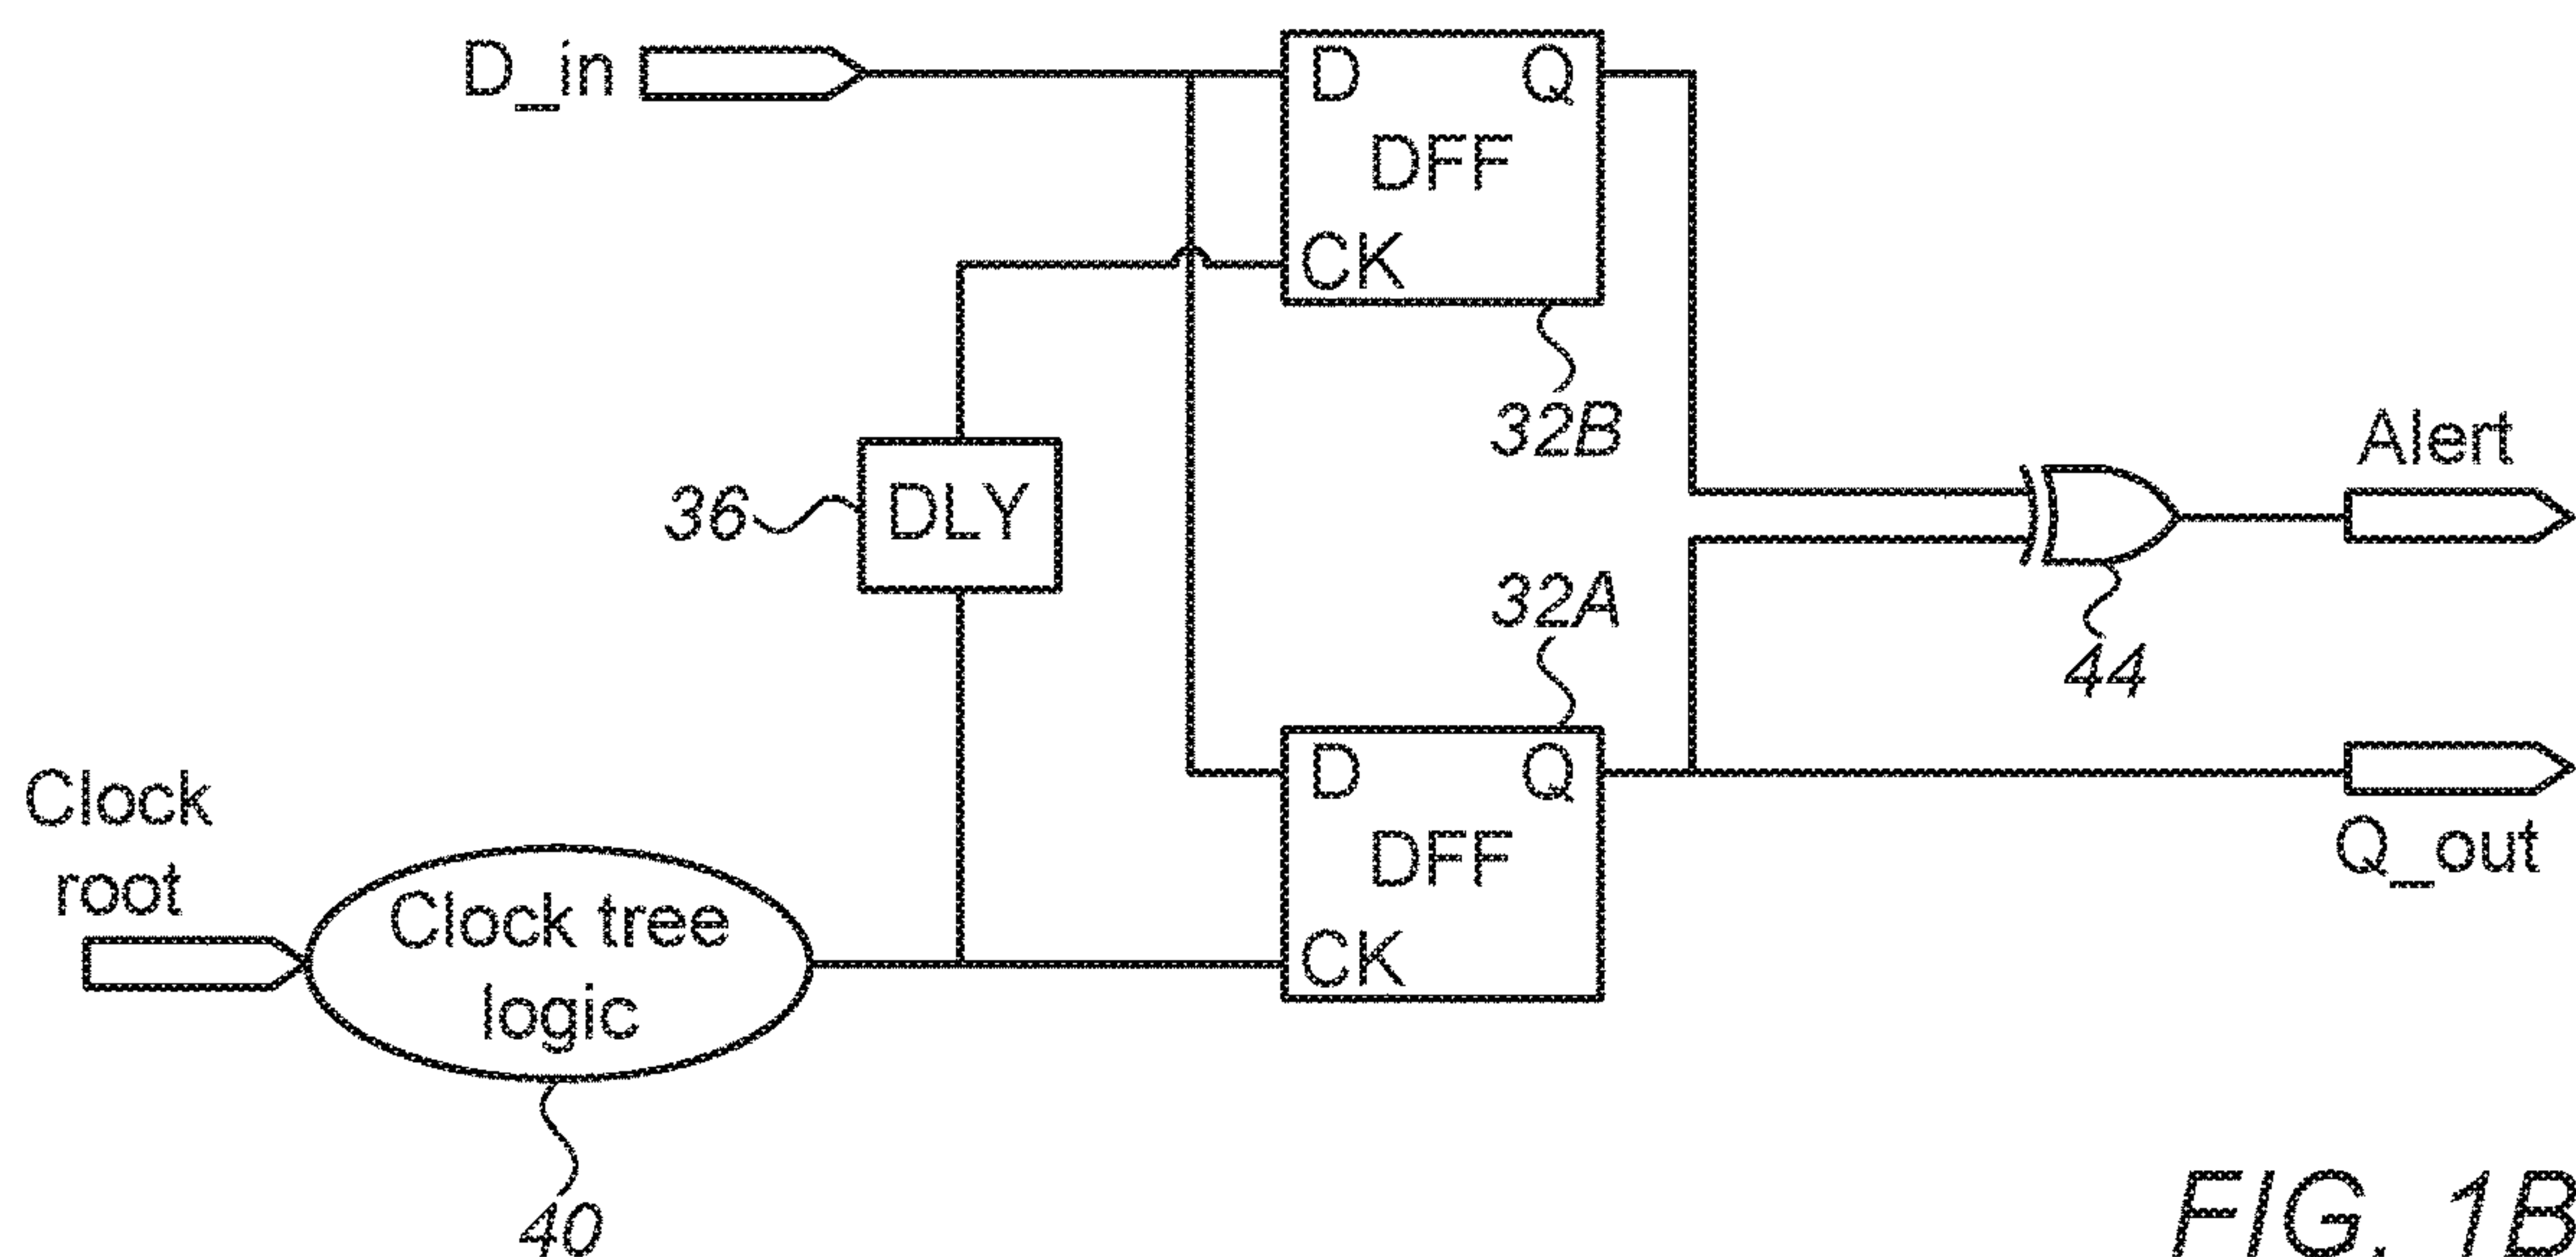 D_in
D
Q
DFF
CK
32B
36
DLY
Alert
32A
44
Clock
root
Clock tree
logic
D
Q
DFF
CK
Q_out
40
FIG. 1B